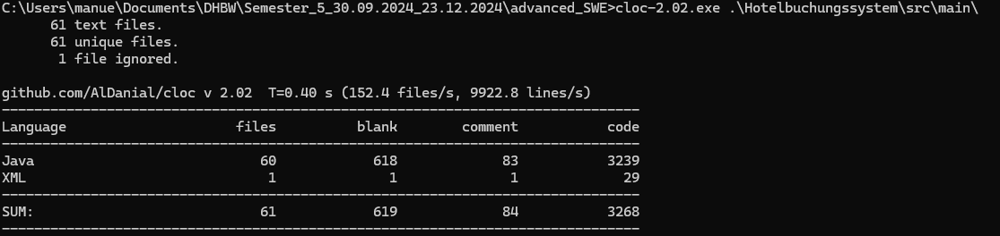 C:\Users\manue\Documents\DHBW\Semester_5_30.09.2024_23.12.2024\advanced_SWE>cloc-2.02.exe .\Hotelbuchungssystem\src\main\
      61 text files.
      61 unique files.
       1 file ignored.

github.com/AlDanial/cloc v 2.02  T=0.40 s (152.4 files/s, 9922.8 lines/s)
-------------------------------------------------------------------------------
Language                     files          blank        comment           code
-------------------------------------------------------------------------------
Java                            60            618             83           3239
XML                              1              1              1             29
-------------------------------------------------------------------------------
SUM:                            61            619             84           3268
-------------------------------------------------------------------------------